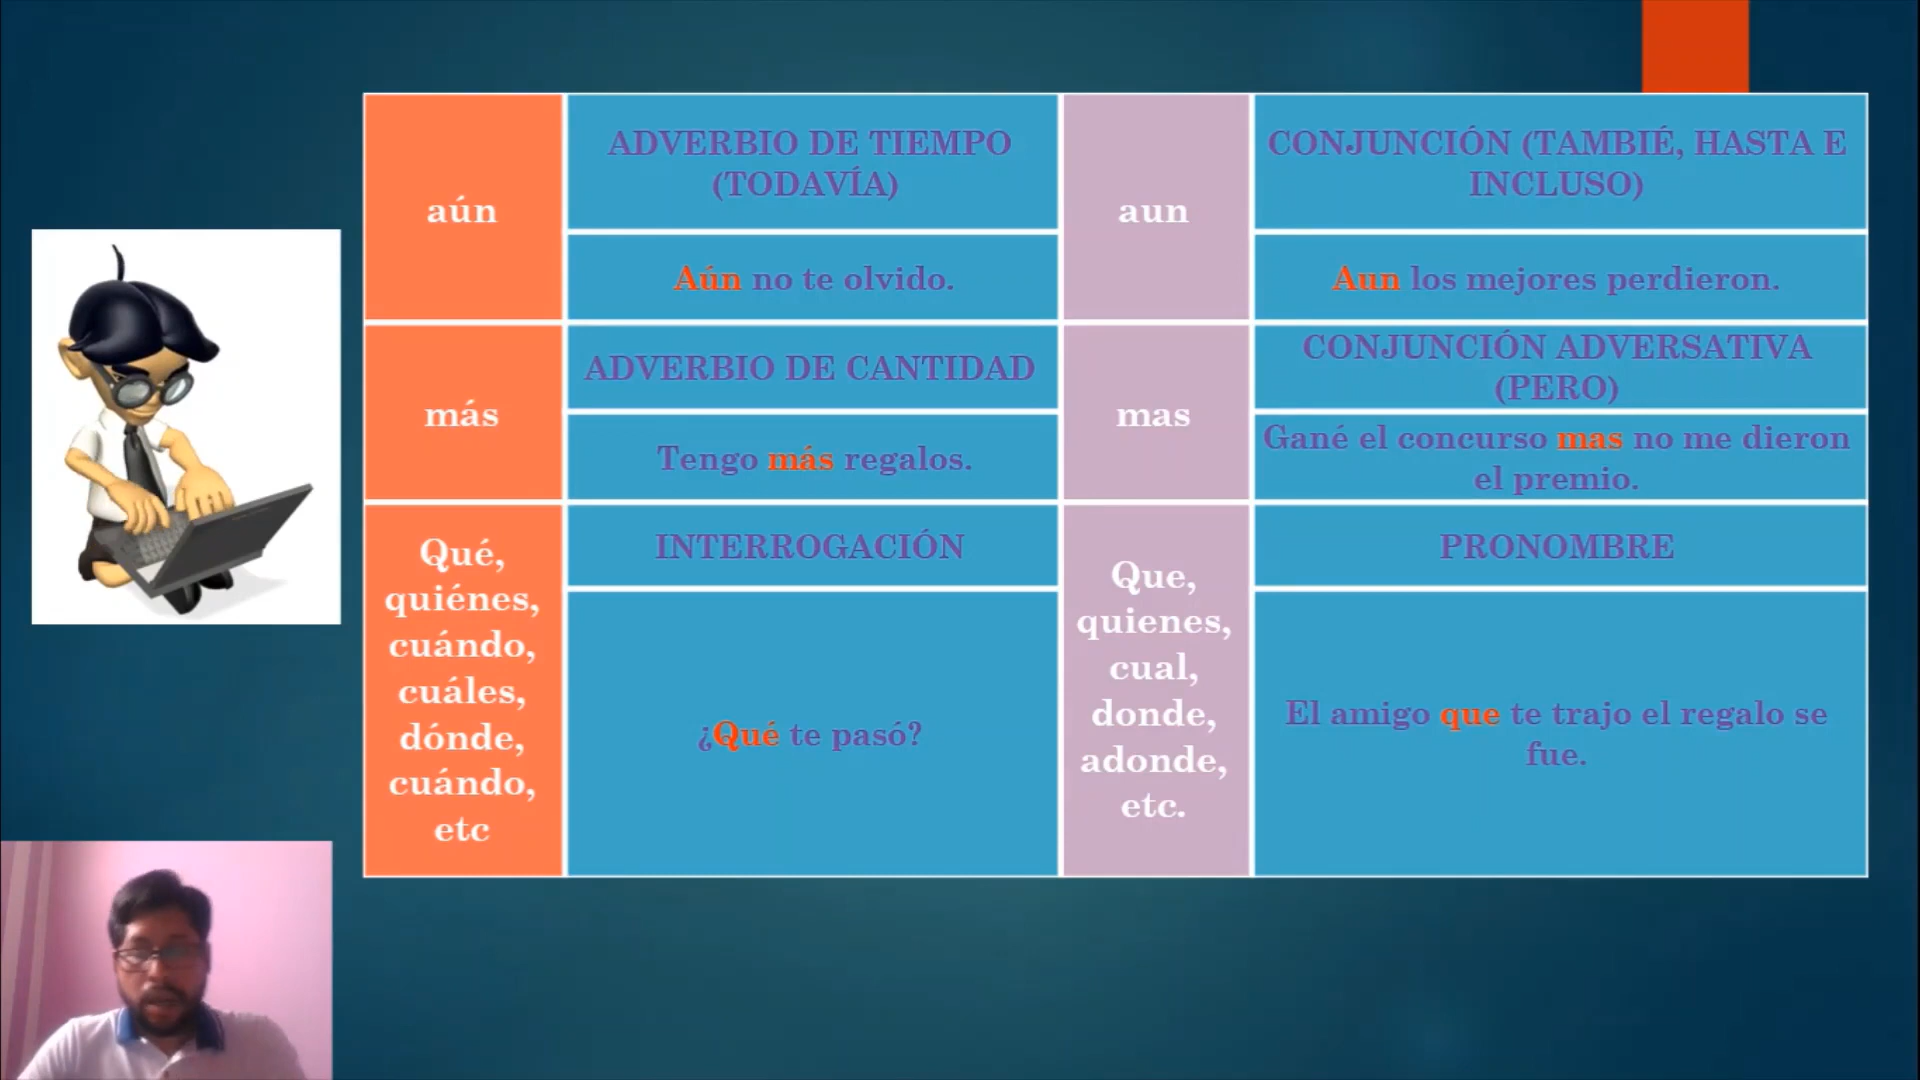 aún
ADVERBIO DE TIEMPO
(TODAVÍA)
Aún no te olvido.
aun
CONJUNCIÓN (TAMBIÉ, HASTA E
INCLUSO)
Aun los mejores perdieron.
más
ADVERBIO DE CANTIDAD
Tengo más regalos.
mas
CONJUNCIÓN ADVERSATIVA
(PERO)
Gané el concurso mas no me dieron
el premio.
Qué,
quiénes,
cuándo,
cuáles,
dónde,
cuándo,
etc
INTERROGACIÓN
¿Qué te pasó?
Que,
quienes,
cual,
donde,
adonde,
etc.
PRONOMBRE
El amigo que te trajo el regalo se
fue.